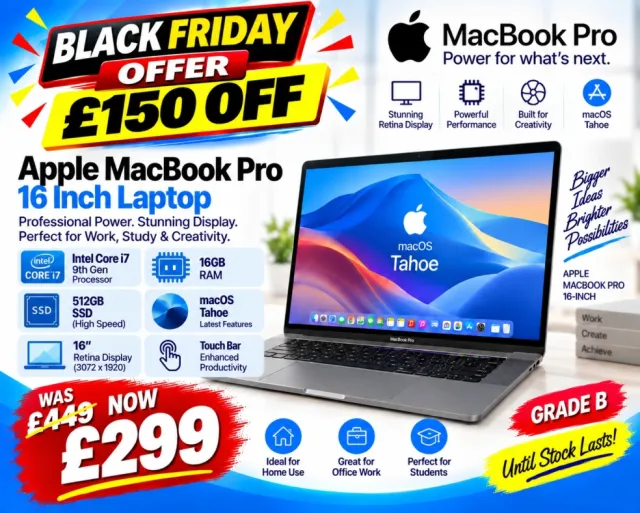 BLACK FRIDAY
OFFER
£150 OFF
MacBook Pro
Power for what's next.
Stunning
Retina Display
Powerful
Performance
Built for
Creativity
macOS
Tahoe
Apple MacBook Pro
16 Inch Laptop
Professional Power. Stunning Display.
Perfect for Work, Study & Creativity.
intel
CORE i7
Intel Core i7
9th Gen
Processor
16GB
RAM
SSD
512GB
SSD
(High Speed)
macOS
Tahoe
Latest Features
16"
Retina Display
(3072 x 1920)
Touch Bar
Enhanced
Productivity
macOS
Tahoe
MacBook Pro
Bigger
Ideas
Brighter
Possibilities
APPLE
MACBOOK PRO
16-INCH
Work
Create
Achieve
WAS
£449
NOW
£299
Ideal for
Home Use
Great for
Office Work
Perfect for
Students
GRADE B
Until Stock Lasts!